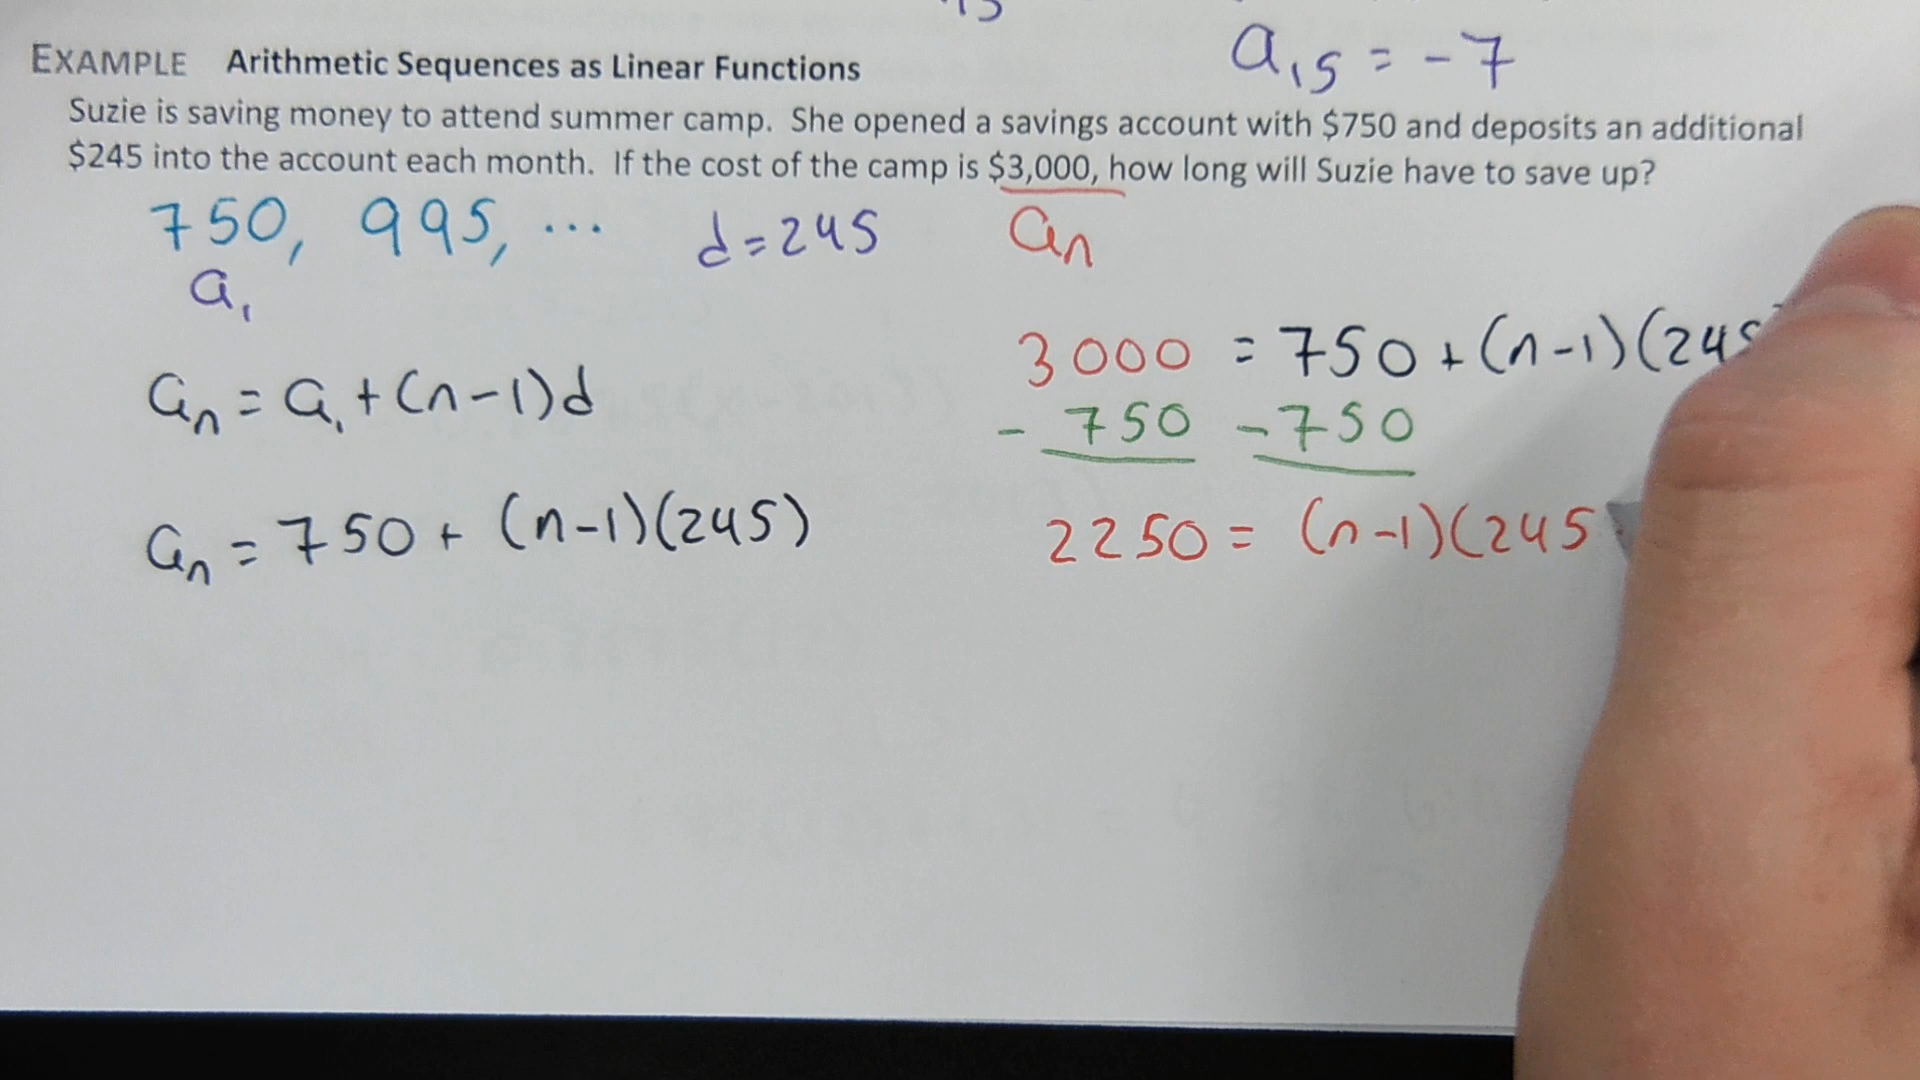 a₁₅ = -7
EXAMPLE Arithmetic Sequences as Linear Functions
Suzie is saving money to attend summer camp. She opened a savings account with $750 and deposits an additional
$245 into the account each month. If the cost of the camp is $3,000, how long will Suzie have to save up?
750, 995, ... d=245 aₙ
a₁
3000 = 750 + (n-1)(245
aₙ = a₁ + (n-1)d
- 750 -750
aₙ = 750 + (n-1)(245)
2250 = (n-1)(245